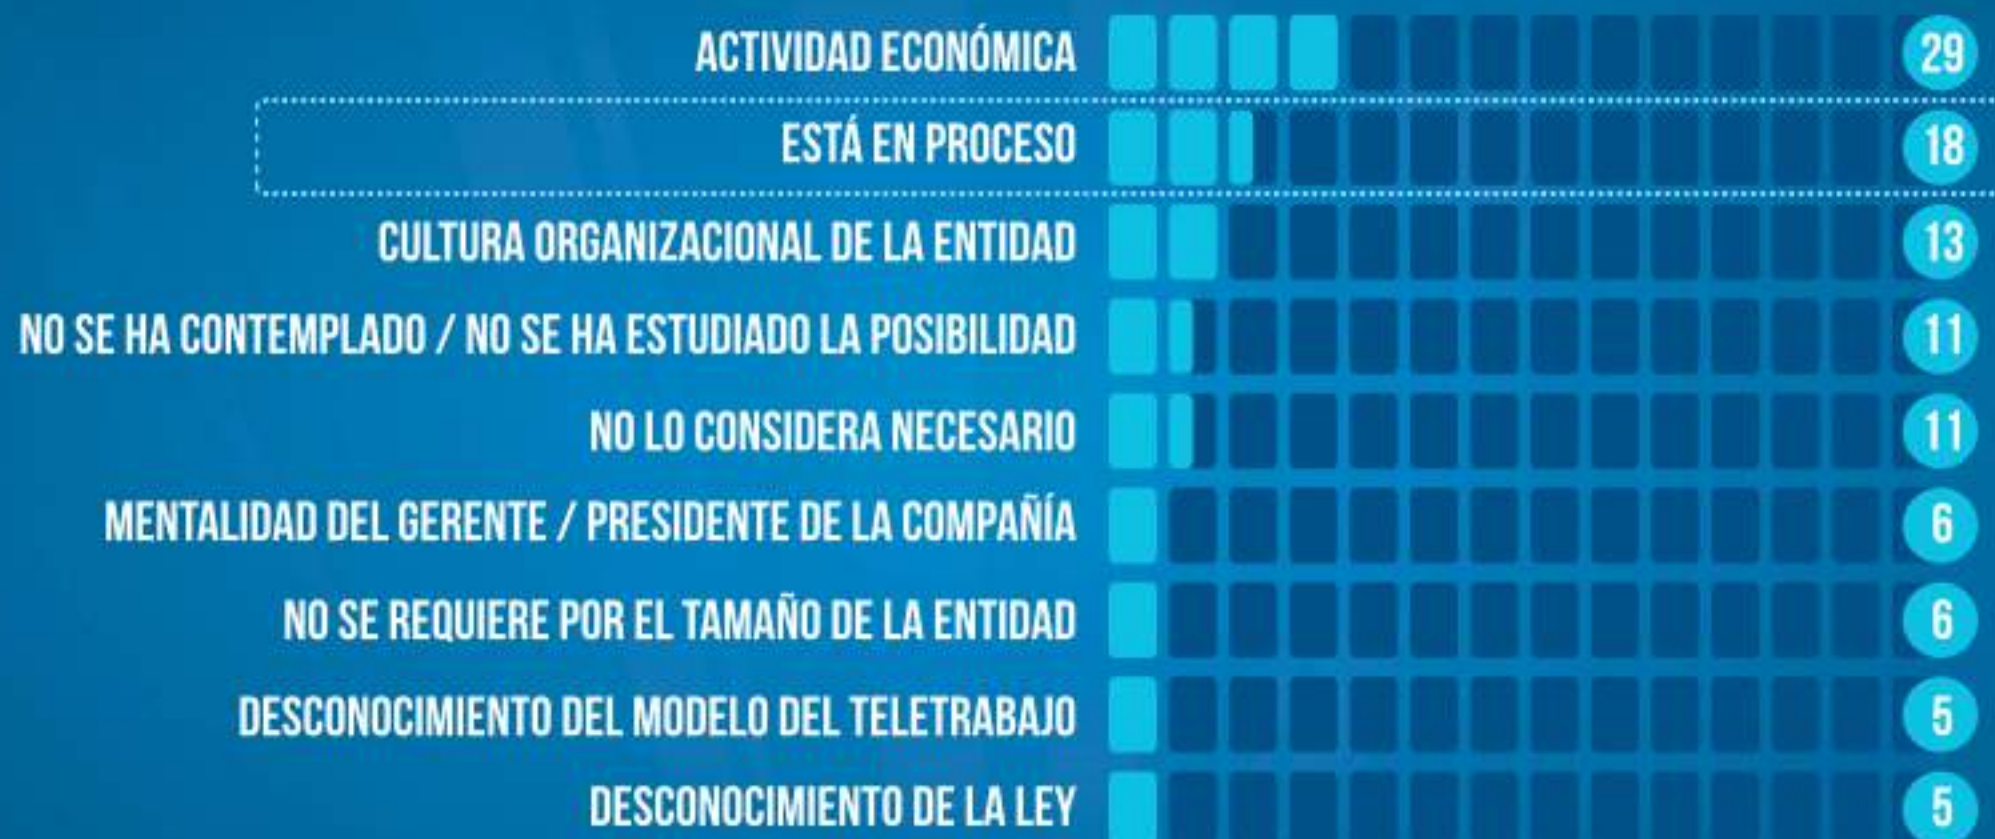 ACTIVIDAD ECONÓMICA 29
ESTÁ EN PROCESO 18
CULTURA ORGANIZACIONAL DE LA ENTIDAD 13
NO SE HA CONTEMPLADO / NO SE HA ESTUDIADO LA POSIBILIDAD 11
NO LO CONSIDERA NECESARIO 11
MENTALIDAD DEL GERENTE / PRESIDENTE DE LA COMPAÑÍA 6
NO SE REQUIERE POR EL TAMAÑO DE LA ENTIDAD 6
DESCONOCIMIENTO DEL MODELO DEL TELETRABAJO 5
DESCONOCIMIENTO DE LA LEY 5